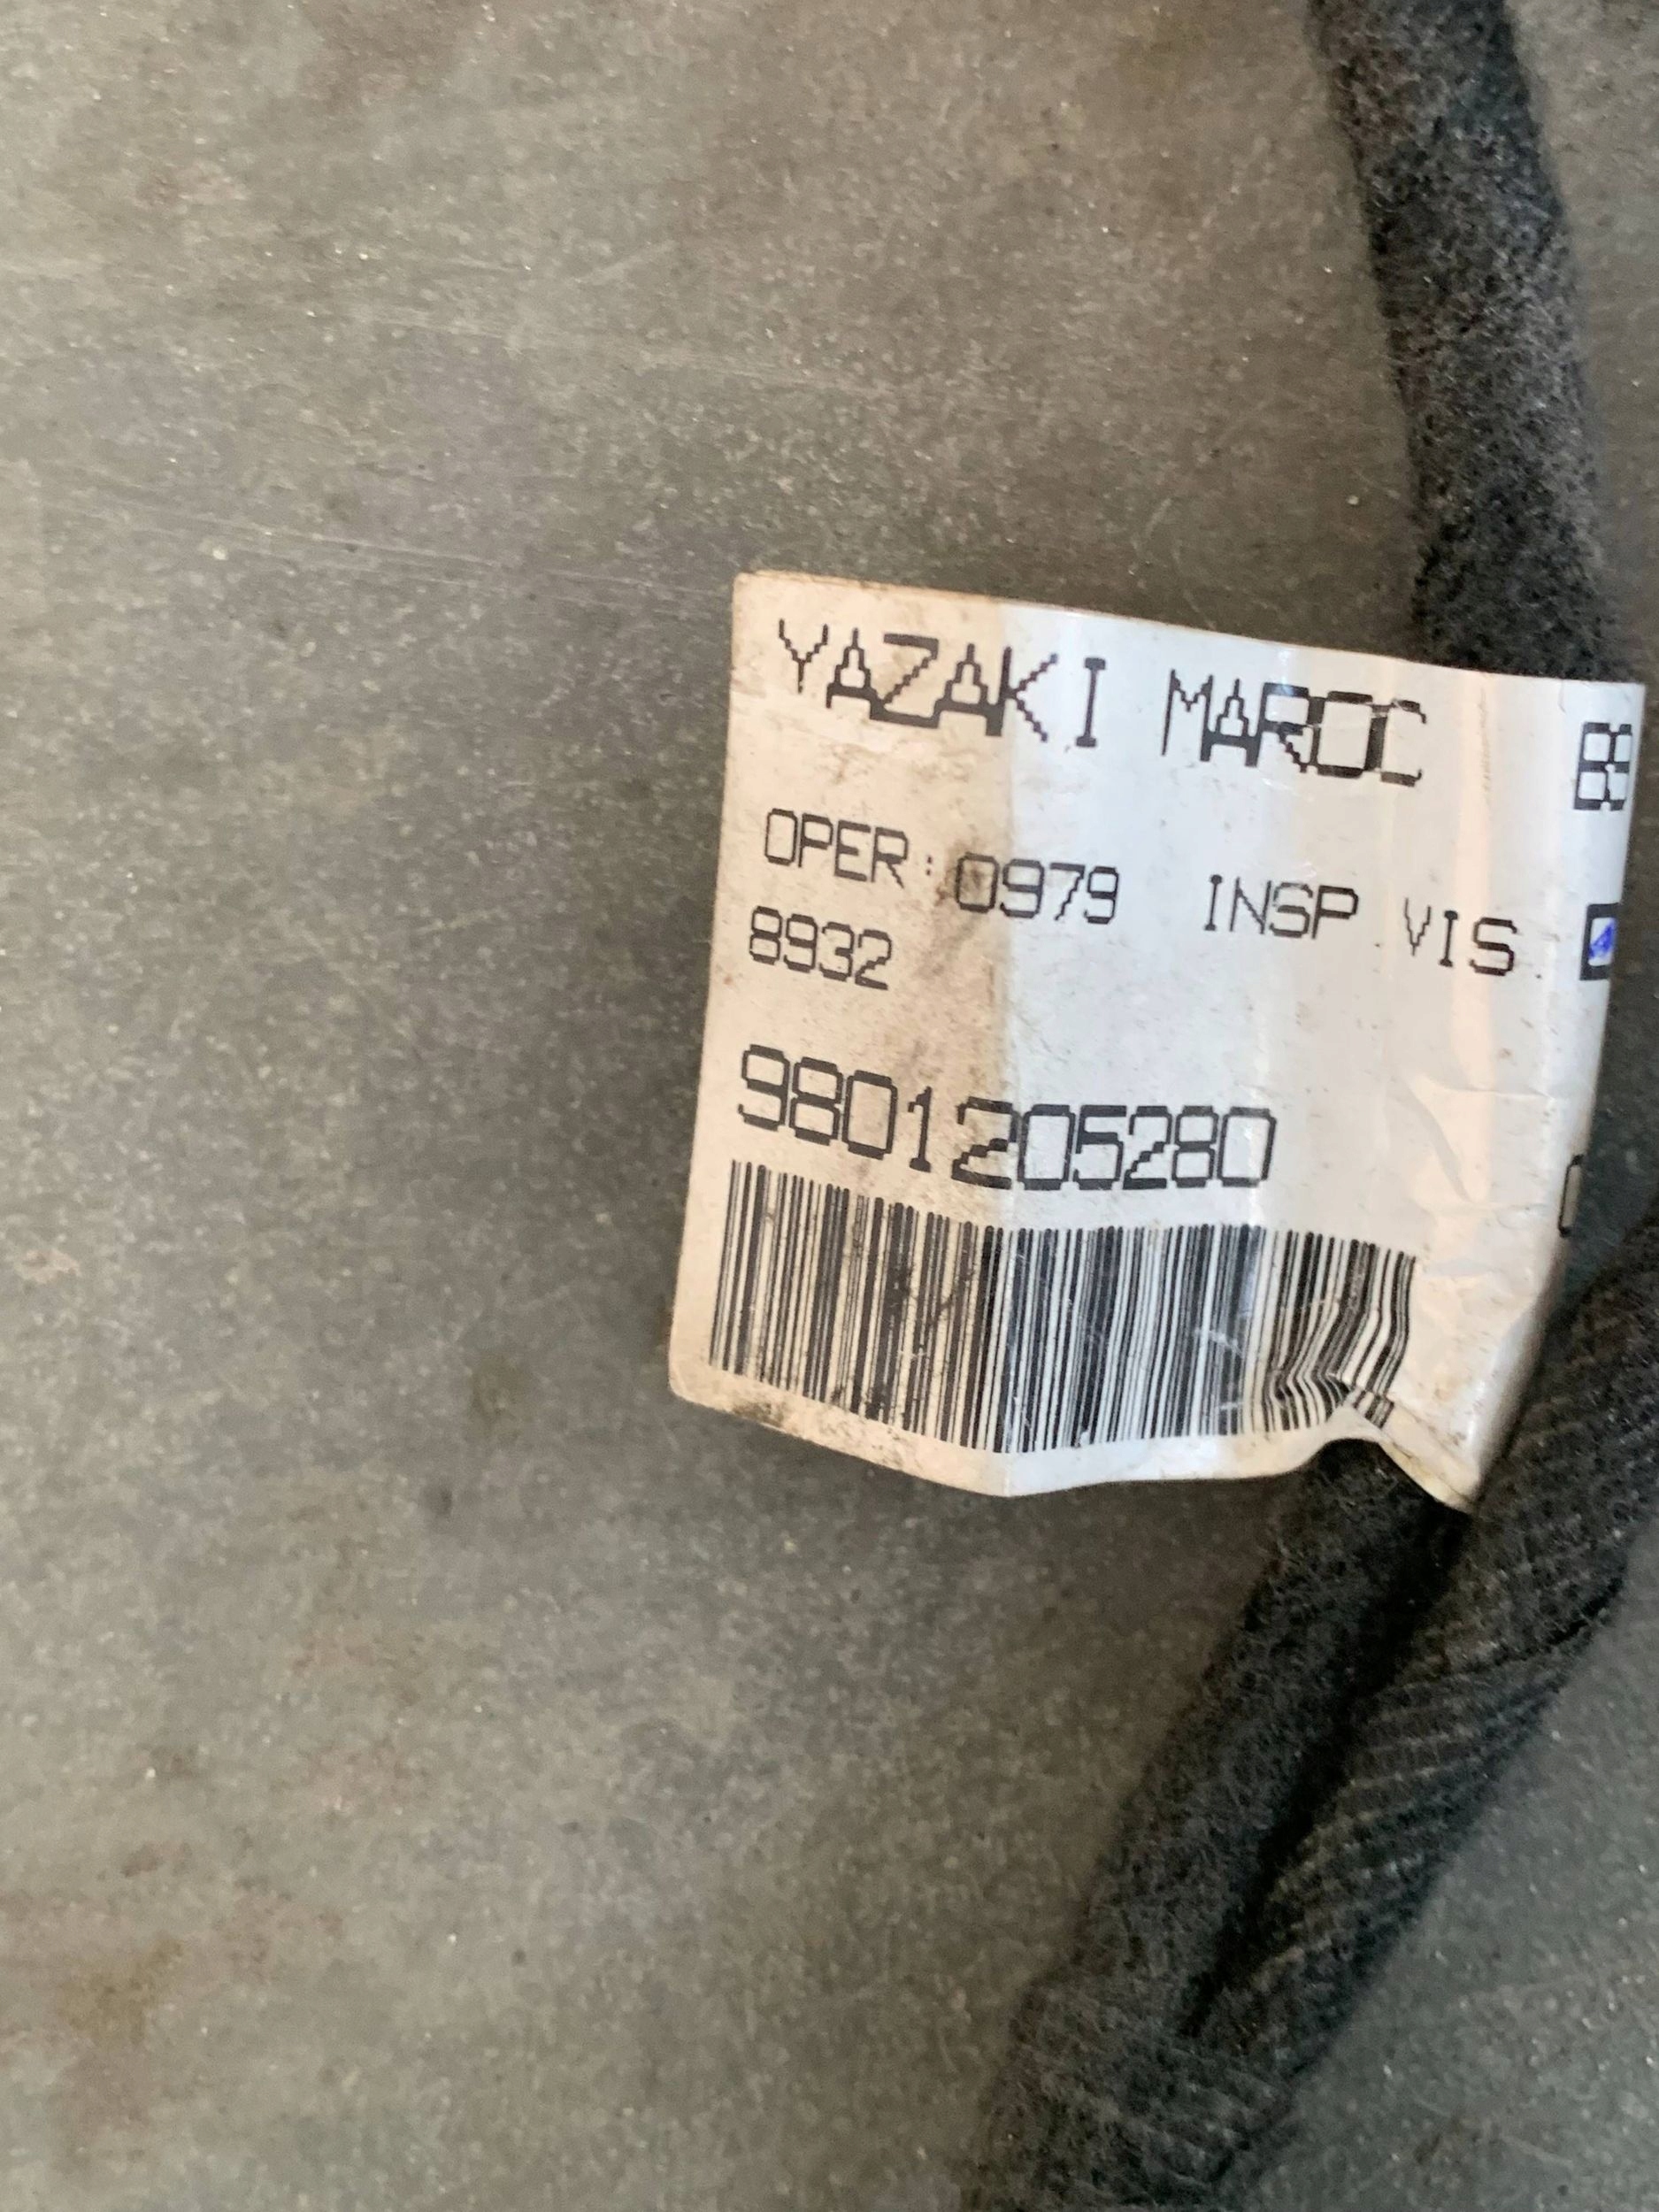 YAZAKI MAROC
OPER: 0979 INSP VIS.
8932
9801205280